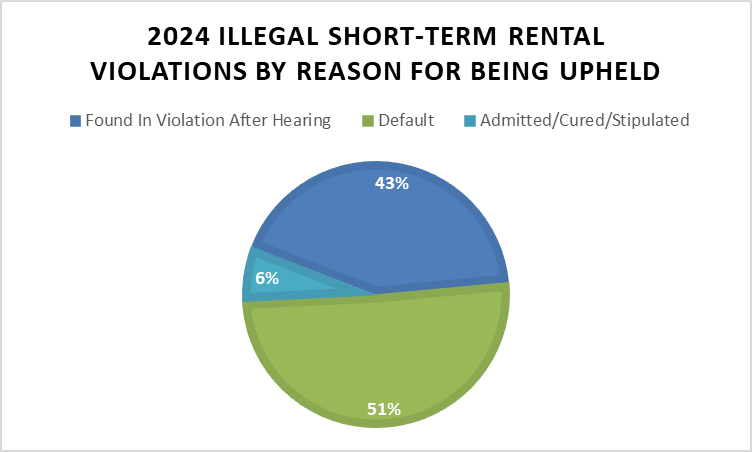 2024 ILLEGAL SHORT-TERM RENTAL
VIOLATIONS BY REASON FOR BEING UPHELD
Found In Violation After Hearing Default Admitted/Cured/Stipulated
43%
6%
51%